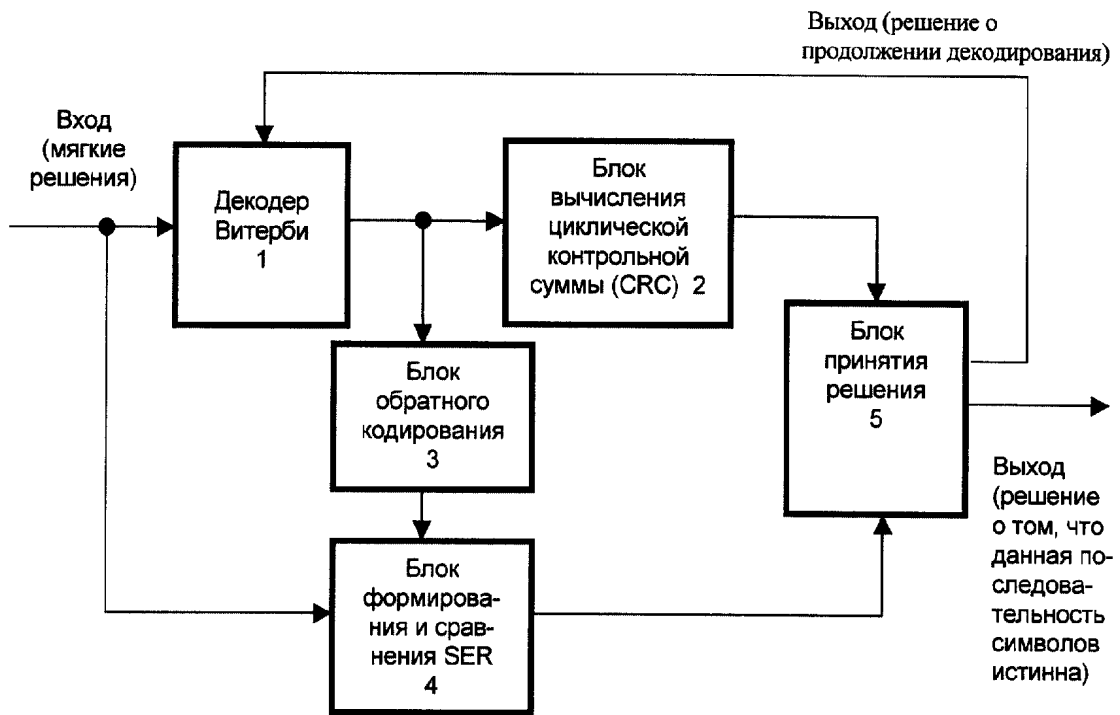 Выход (решение о
продолжении декодирования)
Вход
(мягкие
решения)
Декодер
Витерби
1
Блок
вычисления
циклической
контрольной
суммы (CRC) 2
Блок
обратного
кодирования
3
Блок
формирова-
ния и срав-
нения SER
4
Блок
принятия
решения
5
Выход
(решение
о том, что
данная по-
следова-
тельность
символов
истинна)